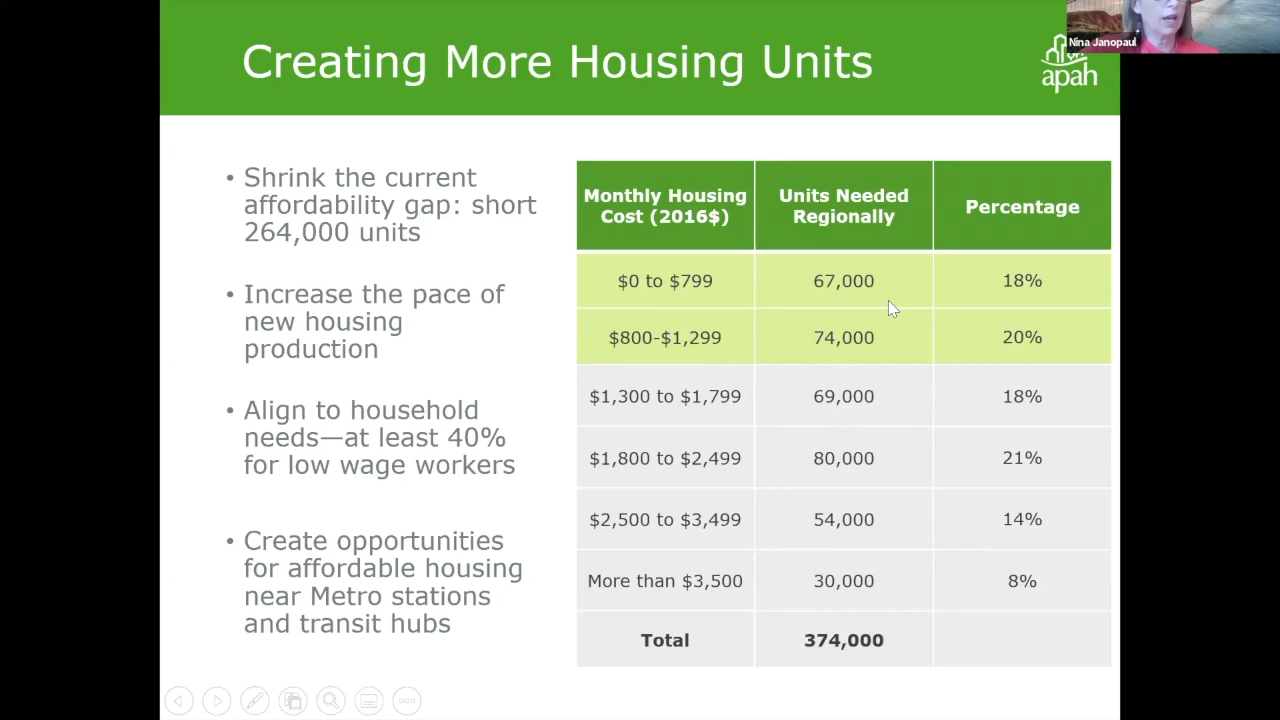 Creating More Housing Units
Nina Janopaul
apah
• Shrink the current
affordability gap: short
264,000 units
• Increase the pace of
new housing
production
• Align to household
needs—at least 40%
for low wage workers
• Create opportunities
for affordable housing
near Metro stations
and transit hubs
Monthly Housing Cost (2016$) Units Needed Regionally Percentage
$0 to $799 67,000 18%
$800-$1,299 74,000 20%
$1,300 to $1,799 69,000 18%
$1,800 to $2,499 80,000 21%
$2,500 to $3,499 54,000 14%
More than $3,500 30,000 8%
Total 374,000